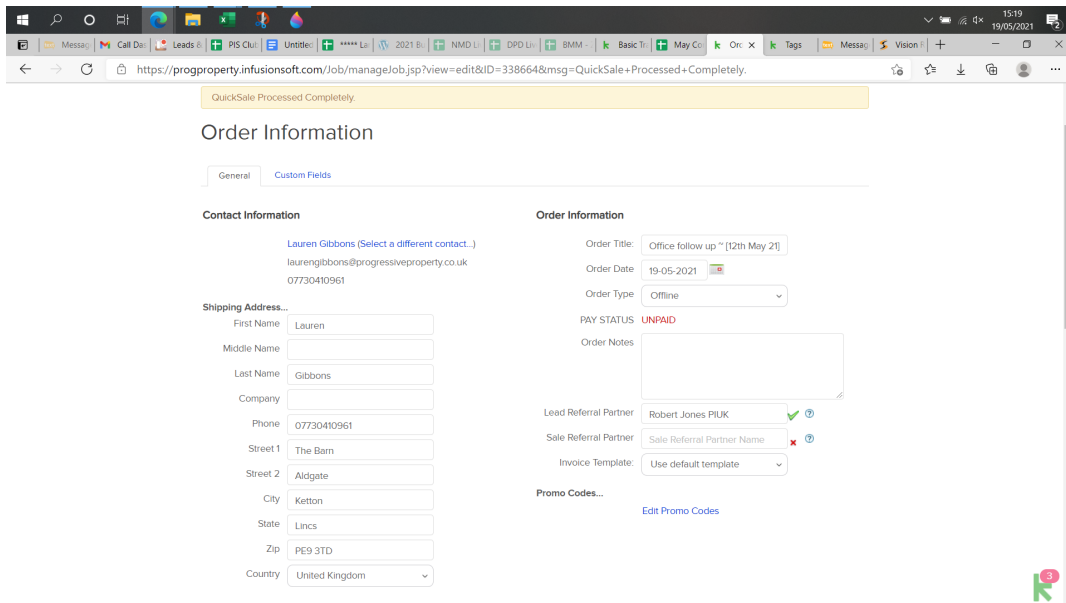 15:19
19/05/2021
2
Messag
Call Das
Leads &
PIS Clu
Untitled
***** La
2021 Bu
NMD Li
DPD Liv
BMM -
Basic Tr
May Co
Orc
Tags
Messag
Vision F
https://progproperty.infusionsoft.com/Job/manageJob.jsp?view=edit&ID=338664&msg=QuickSale+Processed+Completely.
QuickSale Processed Completely.
Order Information
General
Custom Fields
Contact Information
Lauren Gibbons (Select a different contact...)
laurengibbons@progressiveproperty.co.uk
07730410961
Shipping Address...
First Name Lauren
Middle Name
Last Name Gibbons
Company
Phone 07730410961
Street 1 The Barn
Street 2 Aldgate
City Ketton
State Lincs
Zip PE9 3TD
Country United Kingdom
Order Information
Order Title: Office follow up ~ [12th May 21]
Order Date 19-05-2021
Order Type Offline
PAY STATUS UNPAID
Order Notes
Lead Referral Partner Robert Jones PIUK
Sale Referral Partner Sale Referral Partner Name
Invoice Template: Use default template
Promo Codes...
Edit Promo Codes
3